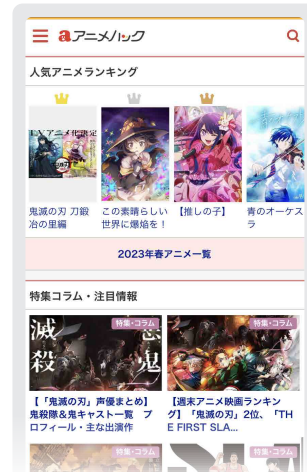 aアニメハック
人気アニメランキング
鬼滅の刃 刀鍛
冶の里編
この素晴らしい
世界に爆焔を！
【推しの子】
青のオーケス
ラ
2023年春アニメ一覧
特集コラム・注目情報
滅
殺
悪
鬼
特集・コラム
特集・コラム
【「鬼滅の刃」声優まとめ】
鬼殺隊&鬼キャスト一覧 プ
ロフィール・主な出演作
【週末アニメ映画ランキン
グ】「鬼滅の刃」2位、「TH
E FIRST SLA...
特集・コラム
特集・コラム